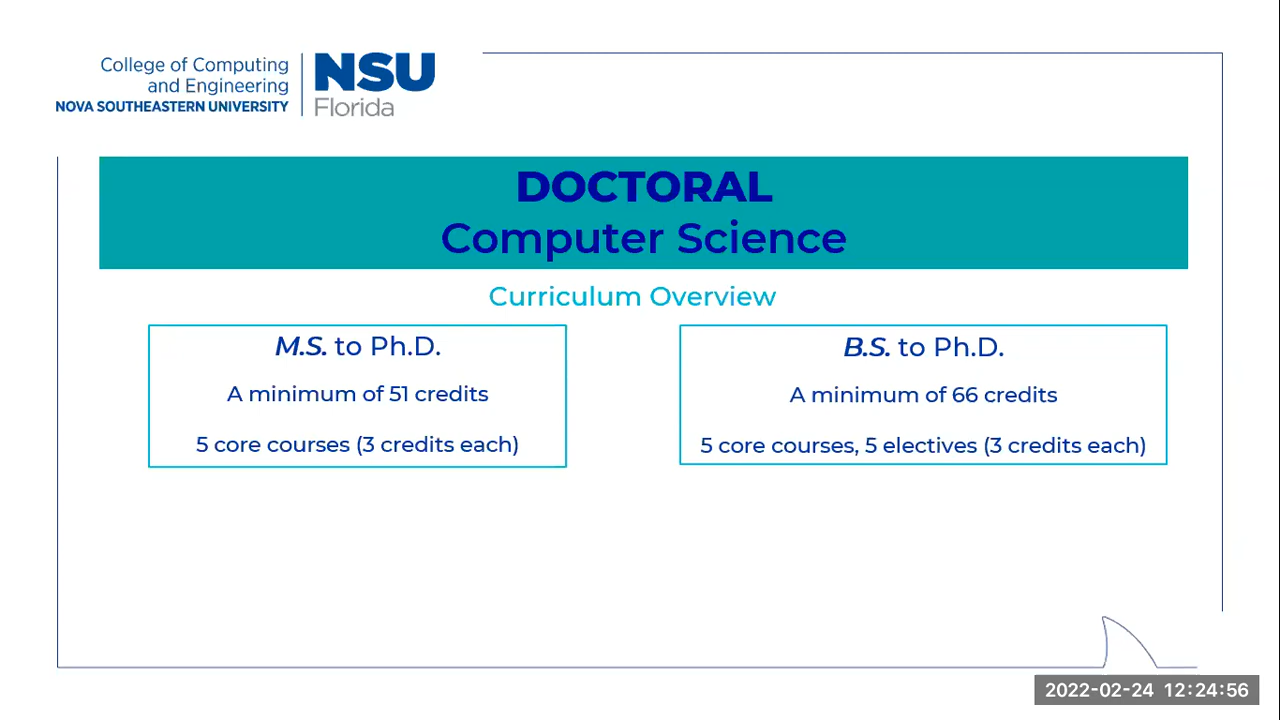 College of Computing
and Engineering
NOVA SOUTHEASTERN UNIVERSITY
NSU
Florida
DOCTORAL
Computer Science
Curriculum Overview
M.S. to Ph.D.
A minimum of 51 credits
5 core courses (3 credits each)
B.S. to Ph.D.
A minimum of 66 credits
5 core courses, 5 electives (3 credits each)
2022-02-24 12:24:56